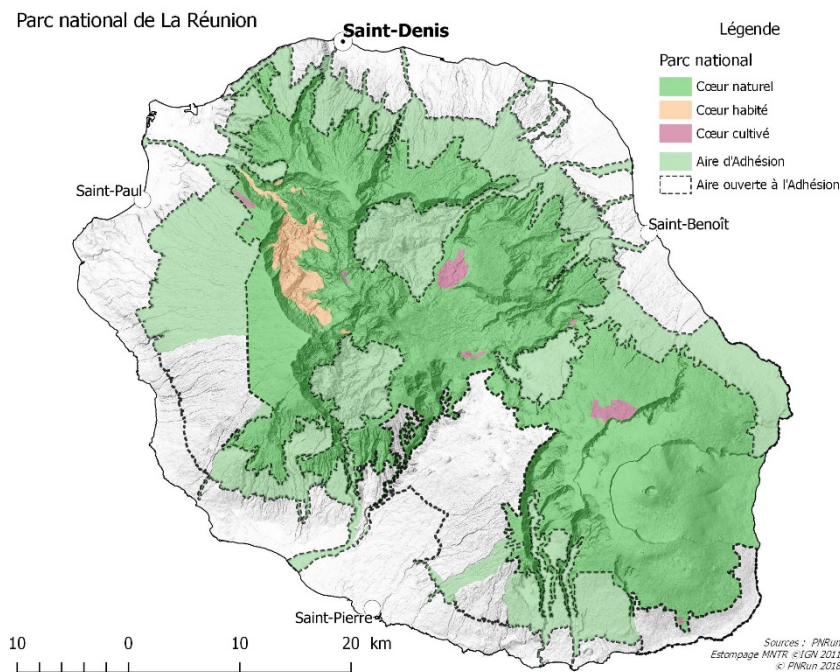 Parc national de La Réunion
Saint-Denis
Légende
Parc national
Cœur naturel
Cœur habité
Cœur cultivé
Aire d'Adhésion
Aire ouverte à l'Adhésion
Saint-Paul
Saint-Benoît
Saint-Pierre
10 0 10 20 km
Sources : PNRun
Estompage MNTR ©IGN 2011
© PNRun 2018